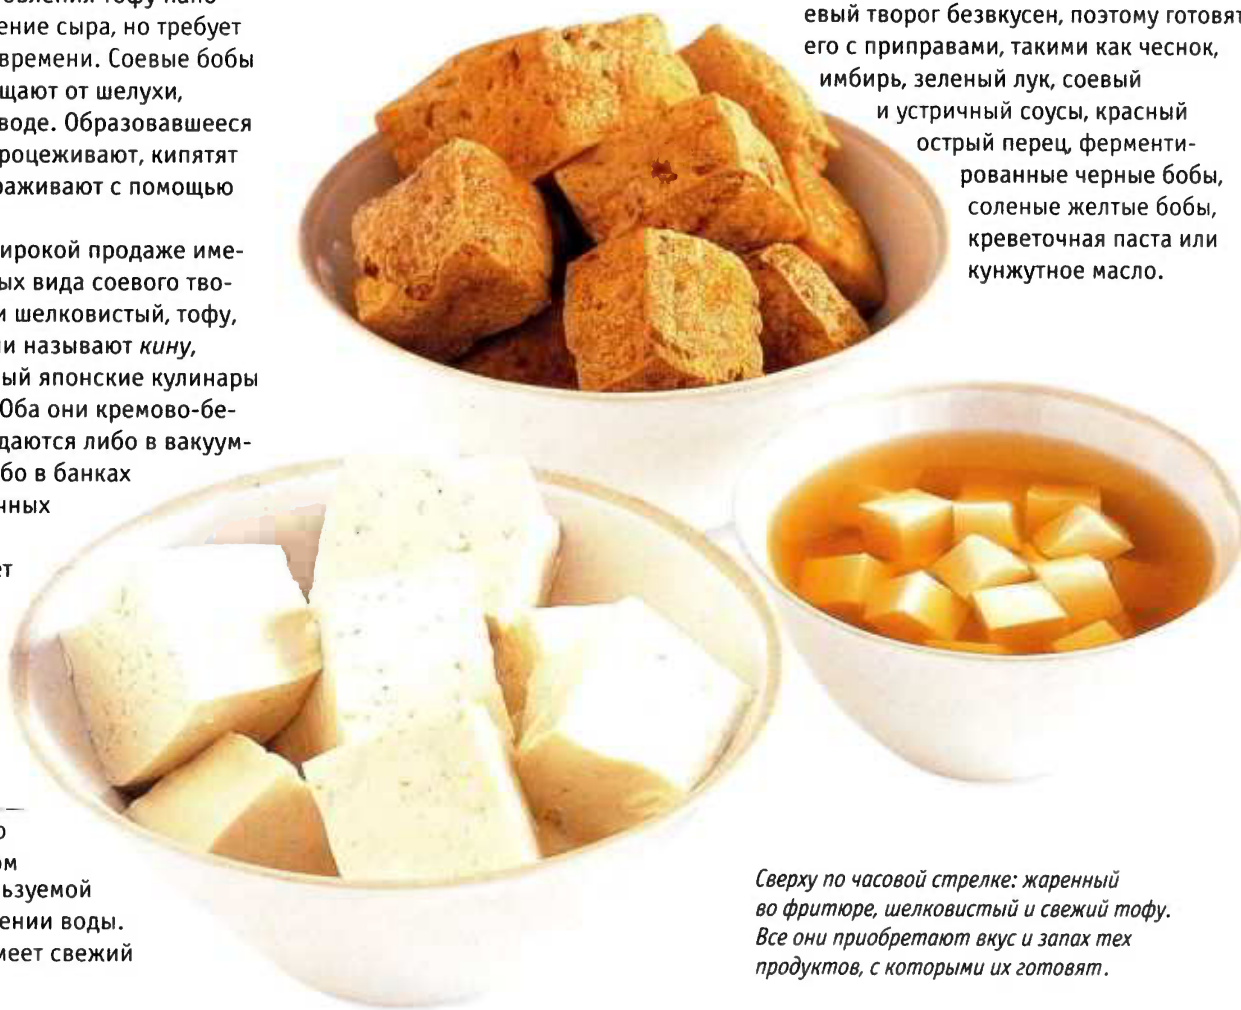 ение сыра, но требует
времени. Соевые бобы
щают от шелухи,
воде. Образовавшееся
роцеживают, кипятят
раживают с помощью
ирокой продаже име-
ых вида соевого тво-
и шелковистый, тофу,
и называют кину,
ый японские кулинары
Оба они кремово-бе-
даются либо в вакуум-
бо в банках
чных
ет
о
ом
ьзуемой
ении воды.
меет свежий
евый творог безвкусен, поэтому готовят
его с приправами, такими как чеснок,
имбирь, зеленый лук, соевый
и устричный соусы, красный
острый перец, ферменти-
рованные черные бобы,
соленые желтые бобы,
креветочная паста или
кунжутное масло.
Сверху по часовой стрелке: жаренный
во фритюре, шелковистый и свежий тофу.
Все они приобретают вкус и запах тех
продуктов, с которыми их готовят.